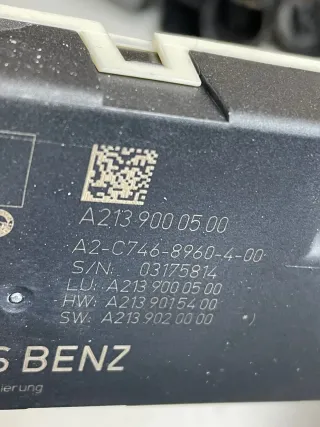 A213 900 05 00
A2-C746-8960-4-00
S/N: 03175814
LU: A213 900 05 00
HW: A213 901 54 00
SW: A213 902 00 00 )
S BENZ
ierung